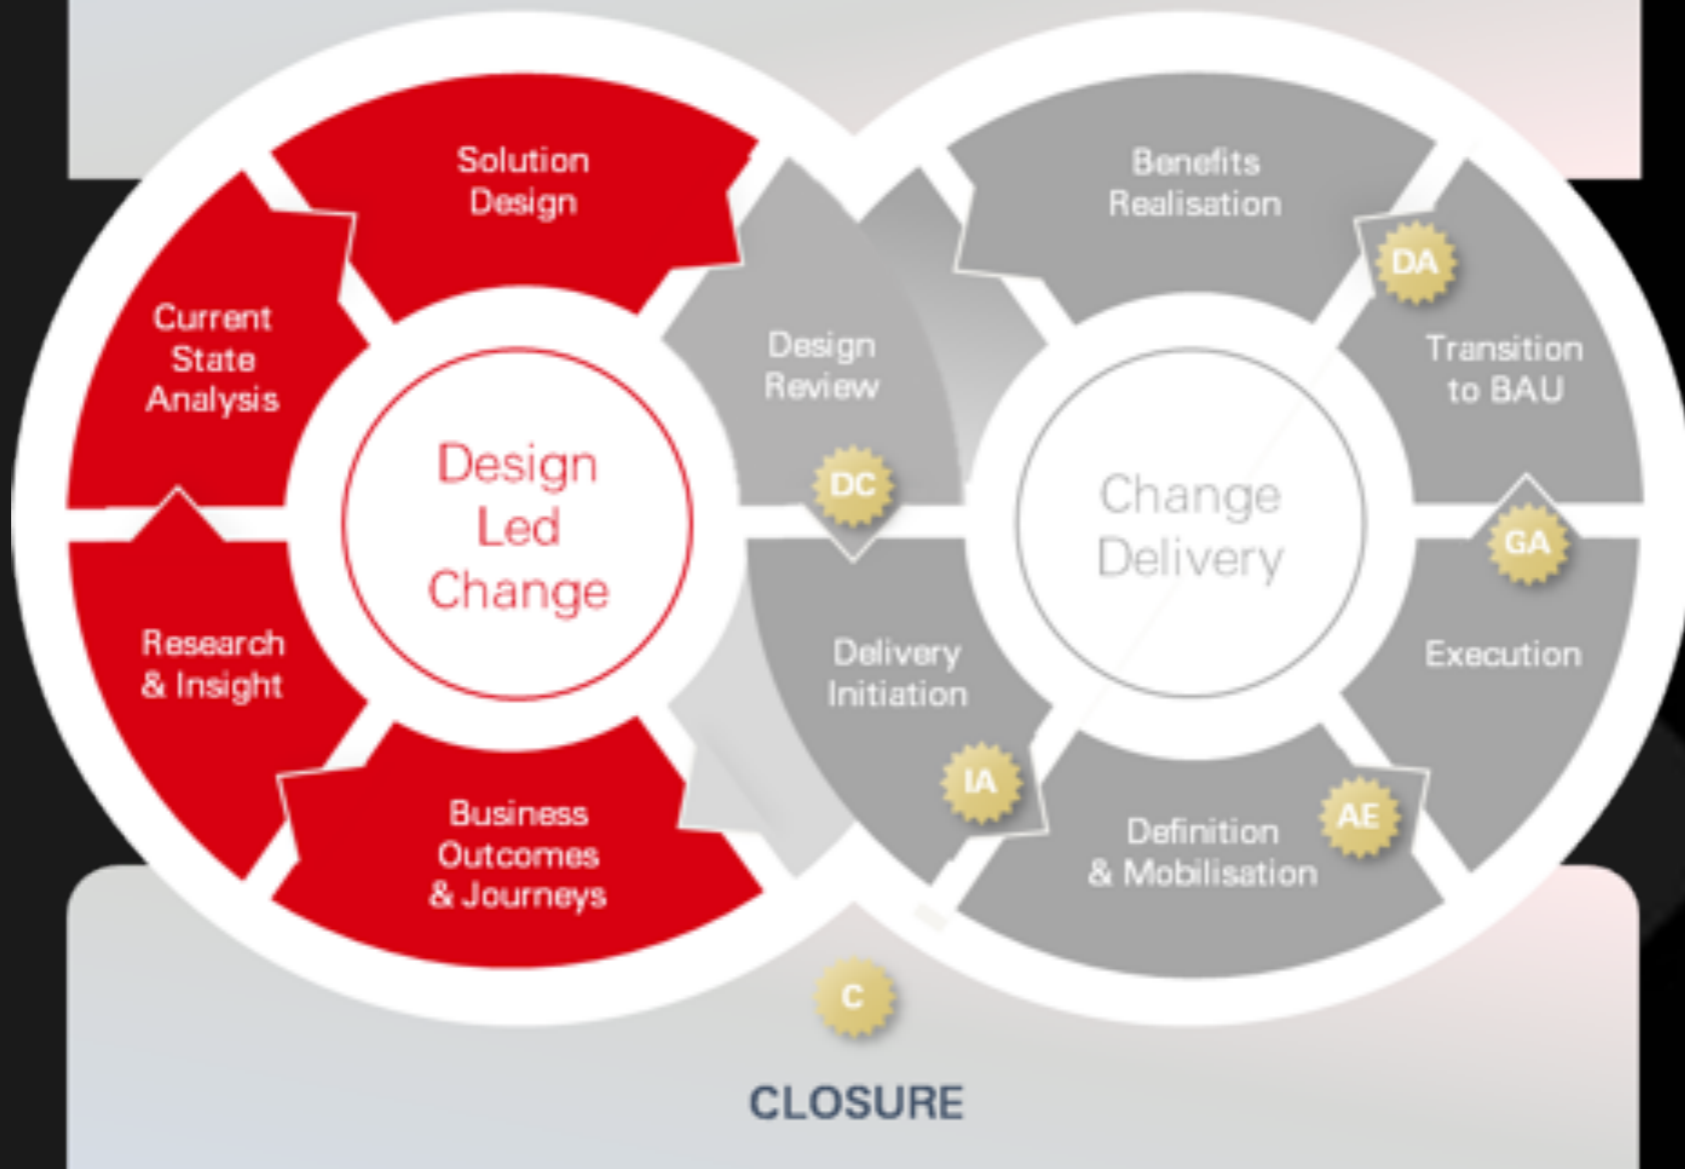 Solution
Design
Current
State
Analysis
Research
& Insight
Business
Outcomes
& Journeys
Design
Led
Change
Design
Review
DC
Delivery
Initiation
IA
Definition
& Mobilisation
AE
Execution
GA
Transition
to BAU
DA
Benefits
Realisation
Change
Delivery
C
CLOSURE